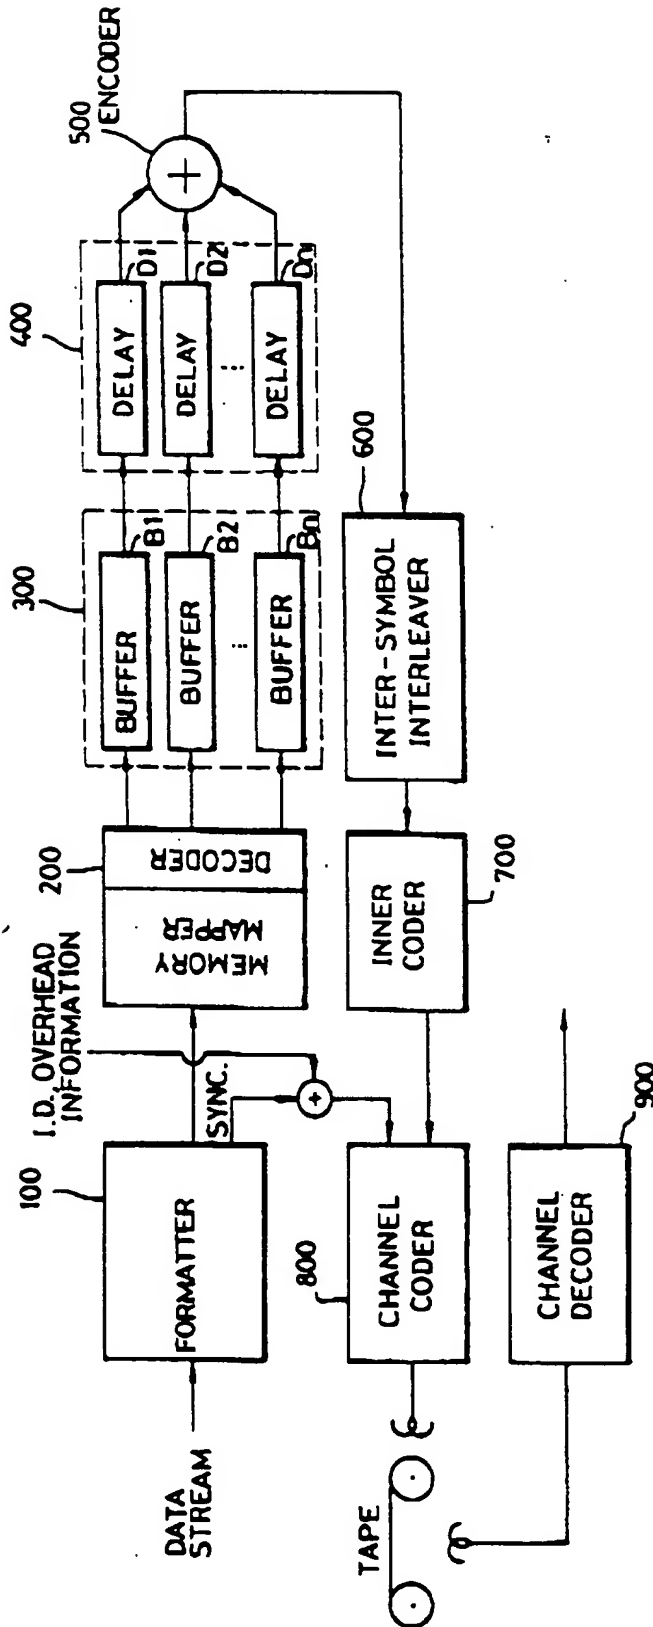 DATA
STREAM
100
FORMATTER
SYNC.
I.D., OVERHEAD
INFORMATION
200
MEMORY
MAPPER
DECODER
300
BUFFER
B1
BUFFER
B2
...
BUFFER
Bn
400
DELAY
D1
DELAY
D2
...
DELAY
Dn
500
ENCODER
+
600
INTER-SYMBOL
INTERLEAVER
700
INNER
CODER
+
800
CHANNEL
CODER
TAPE
900
CHANNEL
DECODER